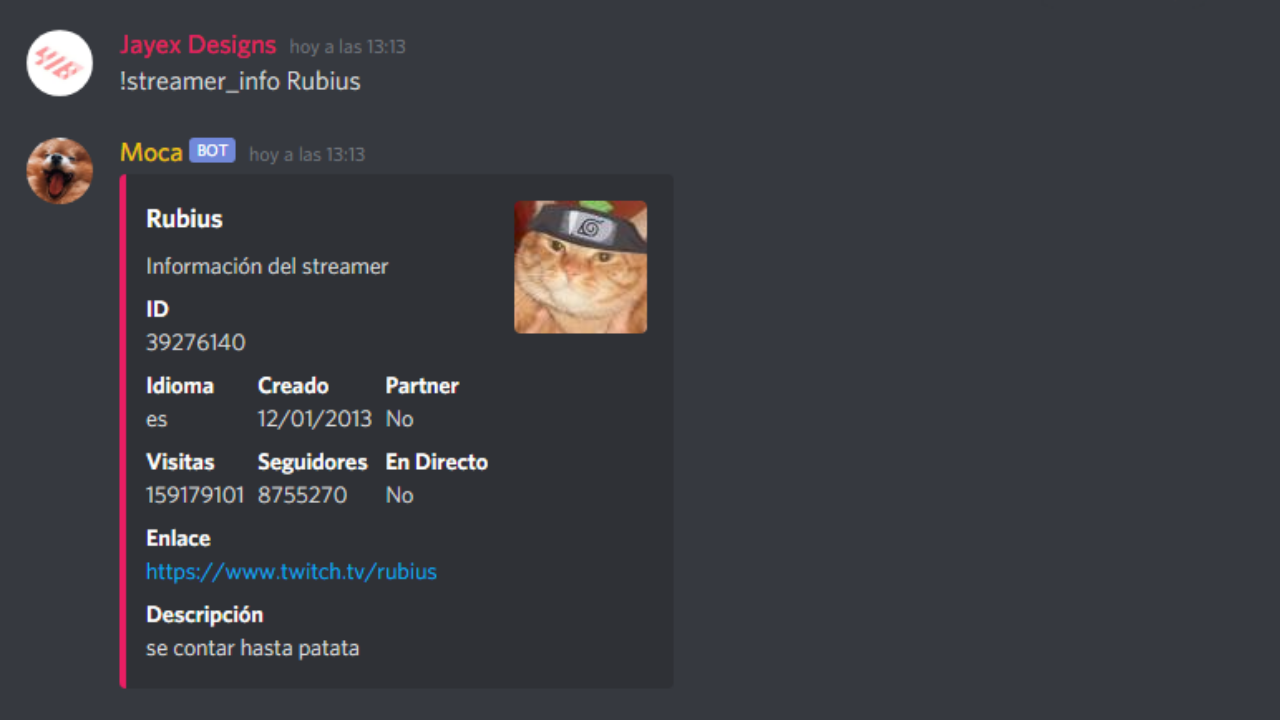 Jayex Designs hoy a las 13:13
!streamer_info Rubius
Moca BOT hoy a las 13:13
Rubius
Información del streamer
ID
39276140
Idioma Creado Partner
es 12/01/2013 No
Visitas Seguidores En Directo
159179101 8755270 No
Enlace
https://www.twitch.tv/rubius
Descripción
se contar hasta patata